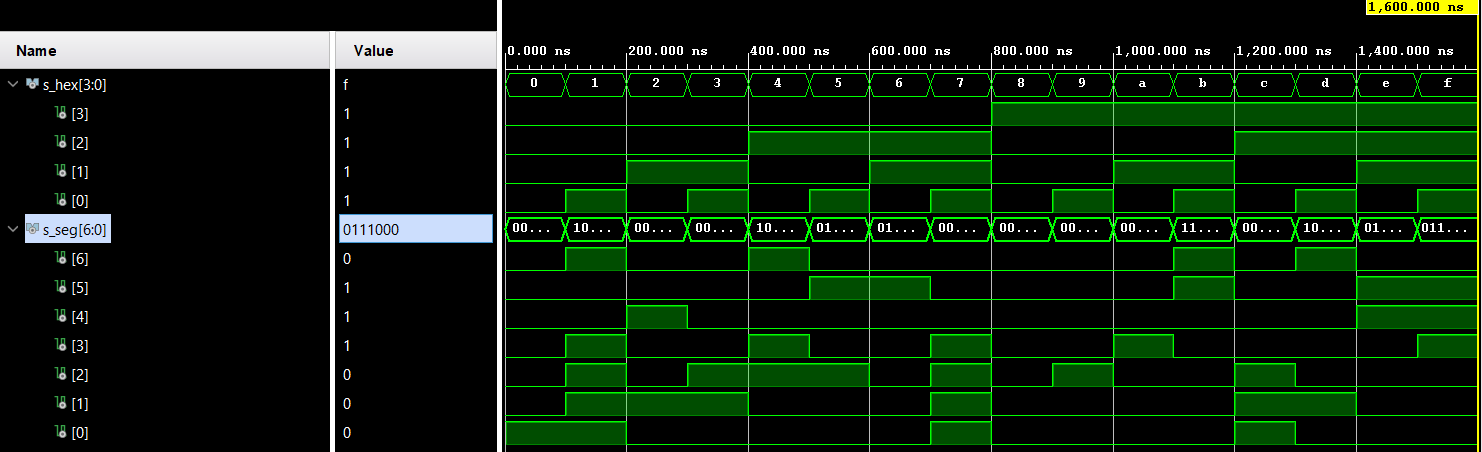 1,600.000 ns
Name Value 0.000 ns 200.000 ns 400.000 ns 600.000 ns 800.000 ns 1,000.000 ns 1,200.000 ns 1,400.000 ns
s_hex[3:0] f 0 1 2 3 4 5 6 7 8 9 a b c d e f
[3] 1
[2] 1
[1] 1
[0] 1
s_seg[6:0] 0111000 00... 10... 00... 00... 10... 01... 01... 00... 00... 00... 00... 11... 00... 10... 01... 011...
[6] 0
[5] 1
[4] 1
[3] 1
[2] 0
[1] 0
[0] 0